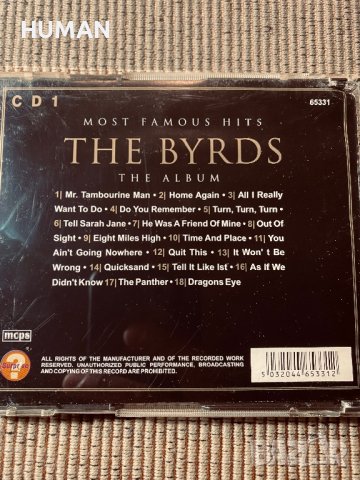 HUMAN
CD 1
65331
MOST FAMOUS HITS
THE BYRDS
THE ALBUM
1| Mr. Tambourine Man • 2| Home Again • 3| All I Really
Want To Do • 4| Do You Remember • 5| Turn, Turn, Turn •
6| Tell Sarah Jane • 7| He Was A Friend Of Mine • 8| Out Of
Sight • 9| Eight Miles High • 10| Time And Place • 11| You
Ain't Going Nowhere • 12| Quit This • 13| It Won' t Be
Wrong • 14| Quicksand • 15| Tell It Like Ist • 16| As If We
Didn't Know 17| The Panther • 18| Dragons Eye
mcps
ALL RIGHTS OF THE MANUFACTURER AND OF THE RECORDED WORK
RESERVED. UNAUTHORIZED PUBLIC PERFORMANCE, BROADCASTING
AND COPYING OF THIS RECORD ARE PROHIBITED.
5 032044 653312